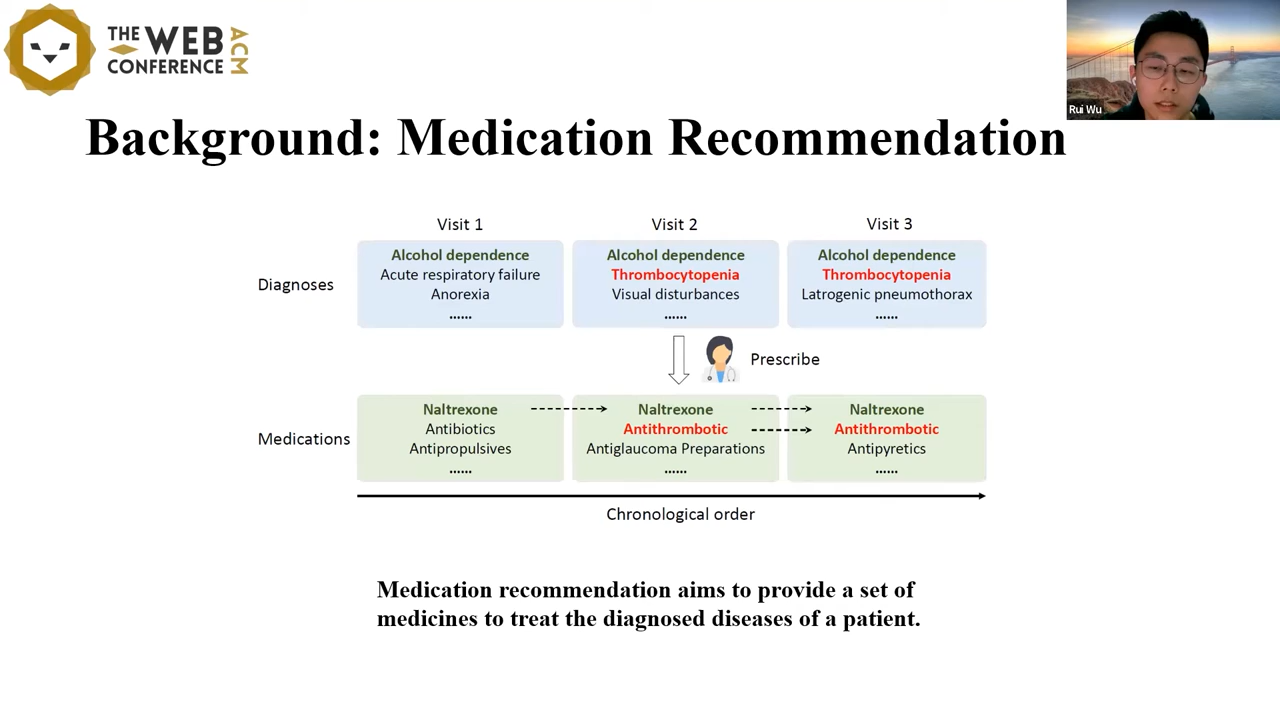 THE WEB
CONFERENCE
ACM
Rui Wu
Background: Medication Recommendation
Visit 1
Visit 2
Visit 3
Diagnoses
Alcohol dependence
Acute respiratory failure
Anorexia
......
Alcohol dependence
Thrombocytopenia
Visual disturbances
......
Alcohol dependence
Thrombocytopenia
Latrogenic pneumothorax
......
Prescribe
Medications
Naltrexone
Antibiotics
Antipropulsives
......
Naltrexone
Antithrombotic
Antiglaucoma Preparations
......
Naltrexone
Antithrombotic
Antipyretics
......
Chronological order
Medication recommendation aims to provide a set of
medicines to treat the diagnosed diseases of a patient.